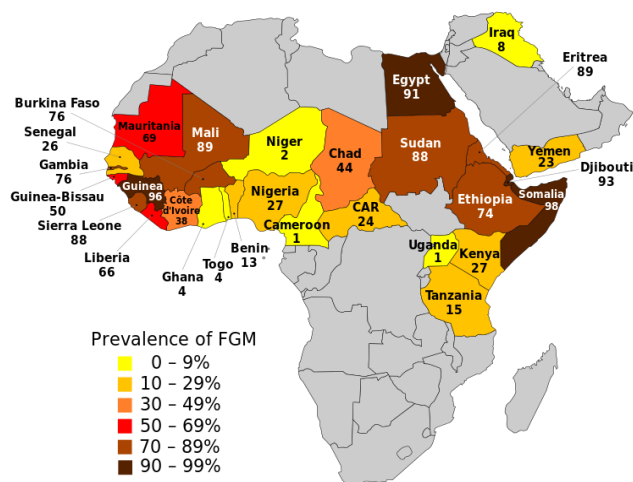 Iraq
8
Eritrea
89
Egypt
91
Burkina Faso
76
Mauritania
69
Mali
89
Niger
2
Chad
44
Sudan
88
Yemen
23
Senegal
26
Djibouti
93
Gambia
76
Guinea
96
Côte
d'Ivoire
38
Nigeria
27
CAR
24
Ethiopia
74
Somalia
98
Guinea-Bissau
50
Cameroon
1
Uganda
1
Kenya
27
Sierra Leone
88
Benin
13
Liberia
66
Togo
4
Ghana
4
Tanzania
15
Prevalence of FGM
0 – 9%
10 – 29%
30 – 49%
50 – 69%
70 – 89%
90 – 99%